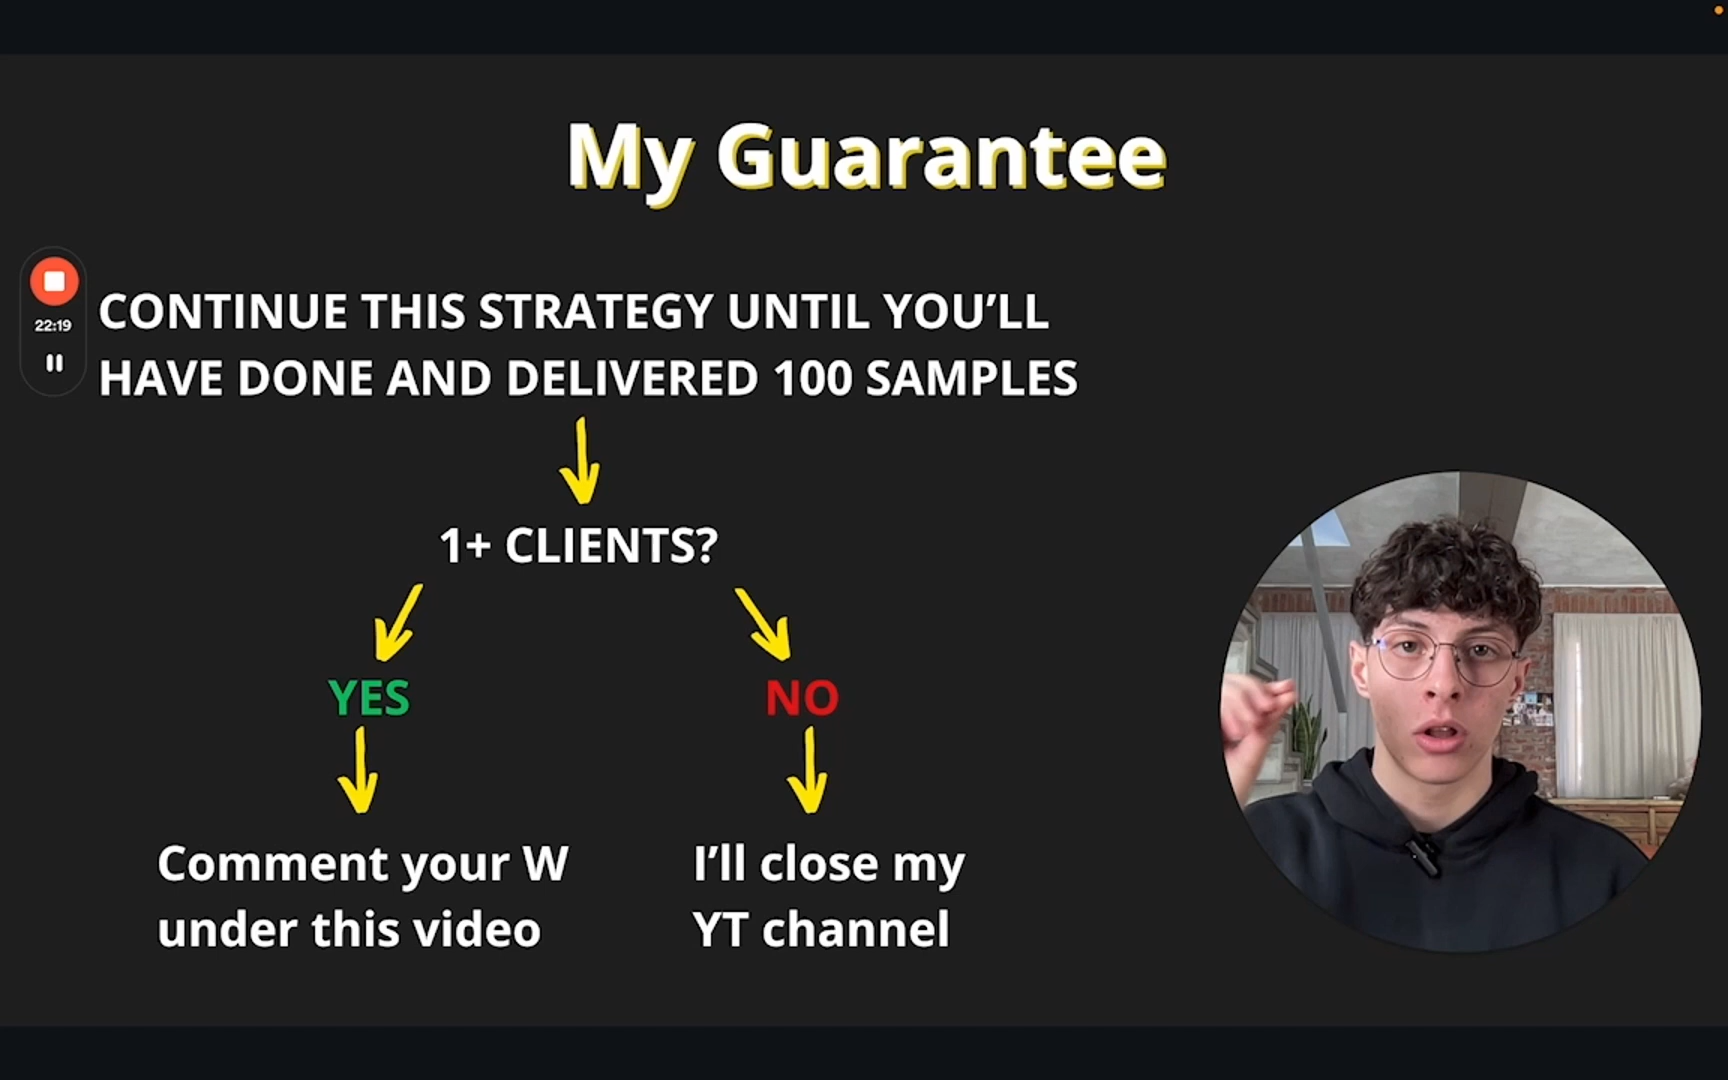 My Guarantee
CONTINUE THIS STRATEGY UNTIL YOU’LL
HAVE DONE AND DELIVERED 100 SAMPLES
22:19
1+ CLIENTS?
YES
NO
Comment your W
under this video
I’ll close my
YT channel